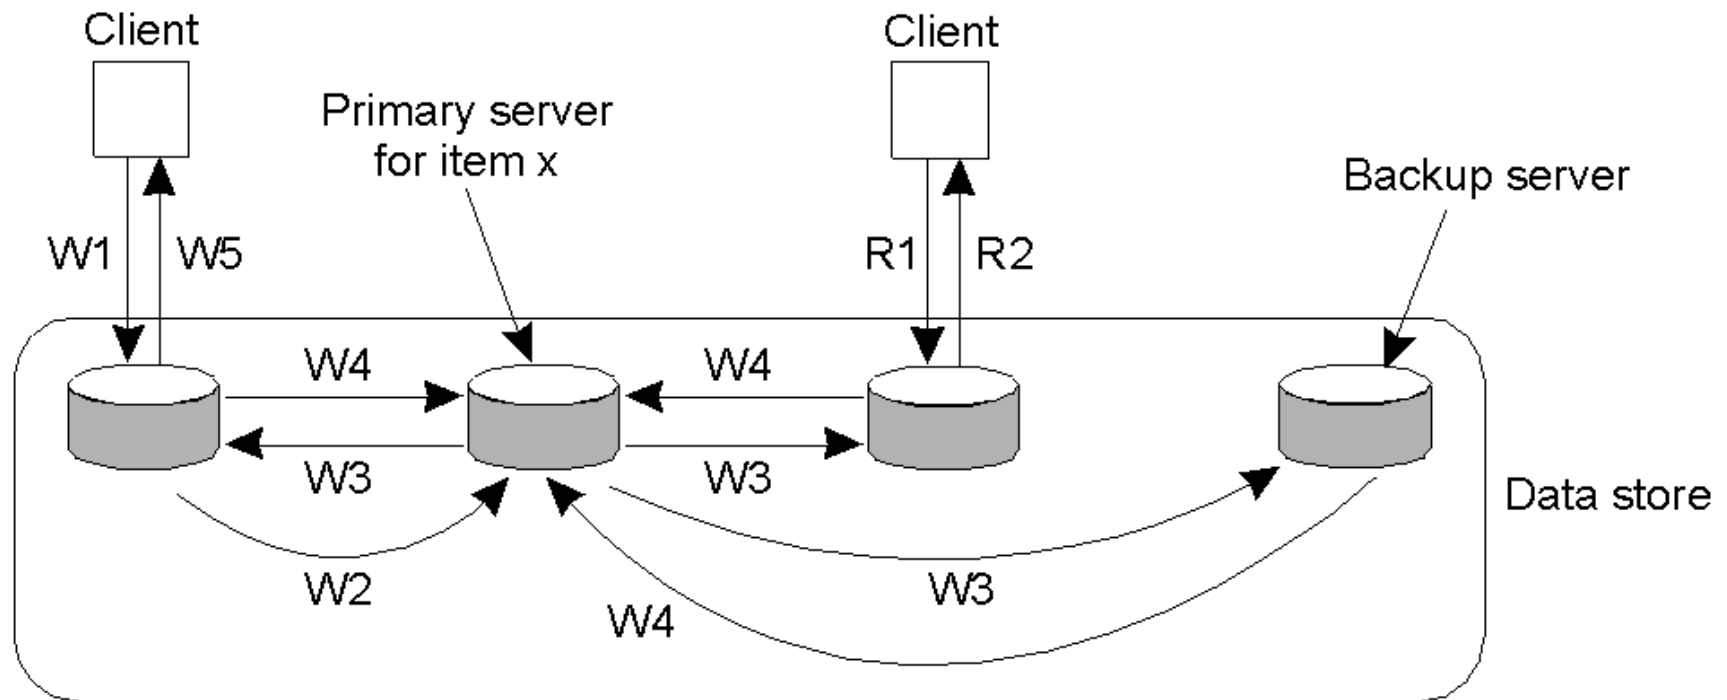 Client
Client
Primary server
for item x
Backup server
W1
W5
R1
R2
W4
W4
W3
W3
Data store
W2
W3
W4